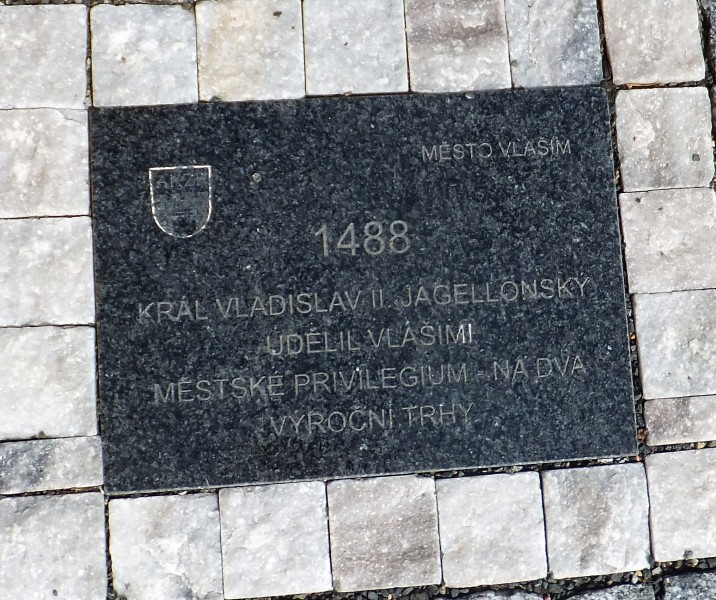 MĚSTO VLAŠIM
1488
KRÁL VLADISLAV II. JAGELLONSKÝ
UDĚLIL VLAŠIMI
MĚSTSKÉ PRIVILEGIUM - NA DVA
VÝROČNÍ TRHY